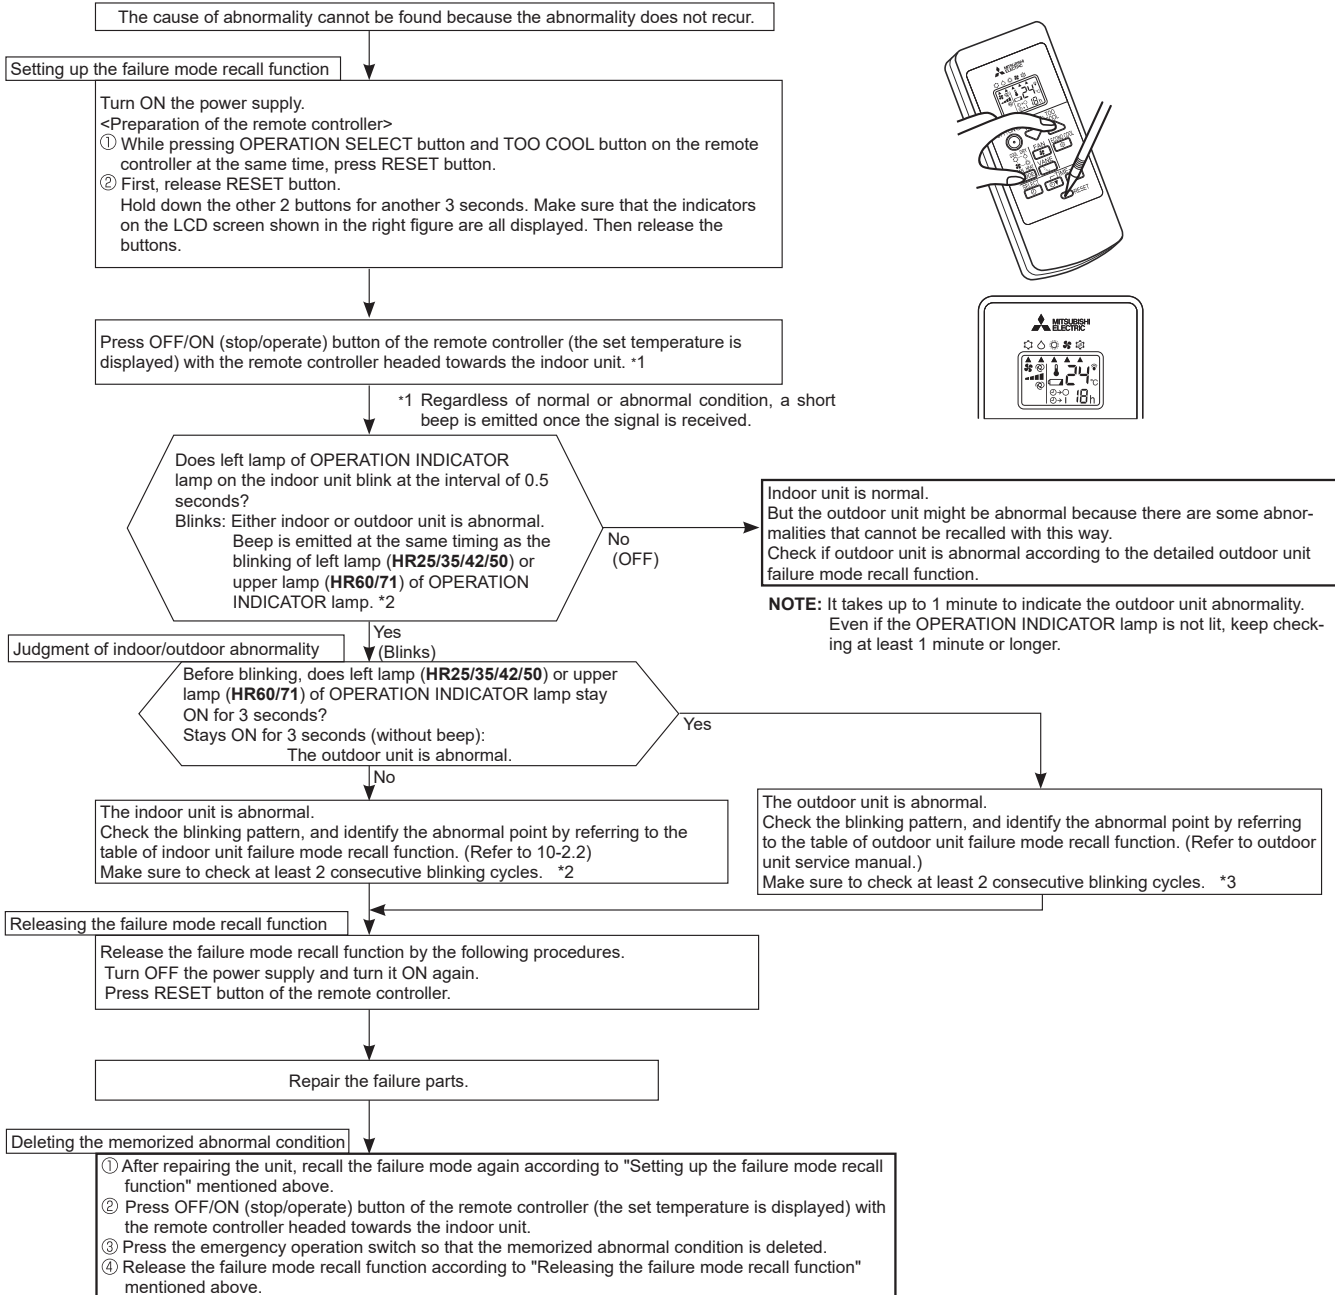 The cause of abnormality cannot be found because the abnormality does not recur.
Setting up the failure mode recall function
Turn ON the power supply.
<Preparation of the remote controller>
① While pressing OPERATION SELECT button and TOO COOL button on the remote
controller at the same time, press RESET button.
② First, release RESET button.
Hold down the other 2 buttons for another 3 seconds. Make sure that the indicators
on the LCD screen shown in the right figure are all displayed. Then release the
buttons.
MITSUBISHI
ELECTRIC
24
18h
TOO
COOL
ECONO COOL
FAN
VANE
RESET
Press OFF/ON (stop/operate) button of the remote controller (the set temperature is
displayed) with the remote controller headed towards the indoor unit. *1
MITSUBISHI
ELECTRIC
24 °C
18h
*1 Regardless of normal or abnormal condition, a short
beep is emitted once the signal is received.
Does left lamp of OPERATION INDICATOR
lamp on the indoor unit blink at the interval of 0.5
seconds?
Blinks: Either indoor or outdoor unit is abnormal.
Beep is emitted at the same timing as the
blinking of left lamp (HR25/35/42/50) or
upper lamp (HR60/71) of OPERATION
INDICATOR lamp. *2
No
(OFF)
Indoor unit is normal.
But the outdoor unit might be abnormal because there are some abnor-
malities that cannot be recalled with this way.
Check if outdoor unit is abnormal according to the detailed outdoor unit
failure mode recall function.
NOTE: It takes up to 1 minute to indicate the outdoor unit abnormality.
Even if the OPERATION INDICATOR lamp is not lit, keep check-
ing at least 1 minute or longer.
Yes
(Blinks)
Judgment of indoor/outdoor abnormality
Before blinking, does left lamp (HR25/35/42/50) or upper
lamp (HR60/71) of OPERATION INDICATOR lamp stay
ON for 3 seconds?
Stays ON for 3 seconds (without beep):
The outdoor unit is abnormal.
Yes
No
The indoor unit is abnormal.
Check the blinking pattern, and identify the abnormal point by referring to the
table of indoor unit failure mode recall function. (Refer to 10-2.2)
Make sure to check at least 2 consecutive blinking cycles. *2
The outdoor unit is abnormal.
Check the blinking pattern, and identify the abnormal point by referring
to the table of outdoor unit failure mode recall function. (Refer to outdoor
unit service manual.)
Make sure to check at least 2 consecutive blinking cycles. *3
Releasing the failure mode recall function
Release the failure mode recall function by the following procedures.
Turn OFF the power supply and turn it ON again.
Press RESET button of the remote controller.
Repair the failure parts.
Deleting the memorized abnormal condition
① After repairing the unit, recall the failure mode again according to "Setting up the failure mode recall
function" mentioned above.
② Press OFF/ON (stop/operate) button of the remote controller (the set temperature is displayed) with
the remote controller headed towards the indoor unit.
③ Press the emergency operation switch so that the memorized abnormal condition is deleted.
④ Release the failure mode recall function according to "Releasing the failure mode recall function"
mentioned above.